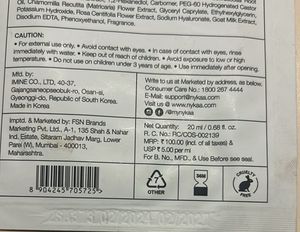 Oil, Chamomilla Recutita (Matricaria) Flower Extract, Glyceryl Caprylate, Ethylhexylglycerin,
Potassium Hydroxide, Centella Flower Extract, Sodium Hyaluronate, Goat Milk Extract,
Disodium EDTA, Phenoxyethanol, Fragrance.
CAUTION:
• For external use only. • Avoid contact with eyes. • In case of contact with eyes, rinse
immediately with water. • Keep out of reach of children. • Avoid exposure to low or high
temperature. • Do not use on children under 3 years of age. • Use immediately after opening.
Mfd. by:
IMINE CO., LTD, 40-37,
Gajangsaneopseobuk-ro, Osan-si,
Gyeonggi-do, Republic of South Korea.
Made in Korea
Write to us at Marketed by address as below,
Consumer Care No.: 1800 267 4444
E-Mail: support@nykaa.com
Visit us @ www.nykaa.com
@mynykaa
Imptd. & Marketed by: FSN Brands
Marketing Pvt. Ltd., A-1, 135 Shah & Nahar
Ind. Estate, Sitaram Jadhav Marg, Lower
Parel (W), Mumbai - 400013,
Maharashtra.
Net Quantity: 20 ml / 0.68 fl. oz.
R. C. No.: RC/COS-002139
MRP: ₹100.00 (incl. of all taxes) &
USP ₹ 5.00 per ml
For B. No., MFD., & Use Before see seal.
8 904245 705725
7
OTHER
36M
CRUELTY
FREE